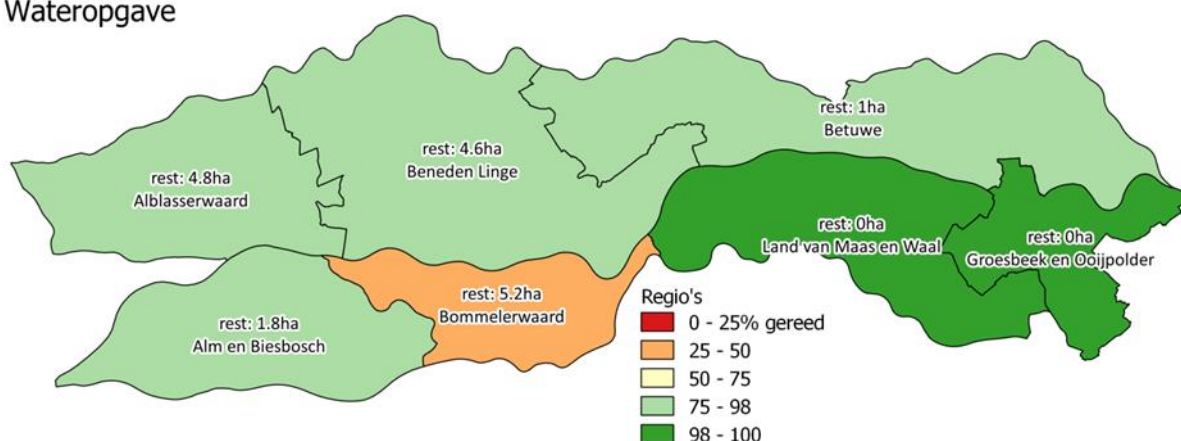 Wateropgave
rest: 1ha
Betuwe
rest: 4.6ha
Beneden Linge
rest: 4.8ha
Alblasserwaard
rest: 0ha
Land van Maas en Waal
rest: 0ha
Groesbeek en Ooijpolder
rest: 5.2ha
Bommelerwaard
rest: 1.8ha
Alm en Biesbosch
Regio's
0 - 25% gereed
25 - 50
50 - 75
75 - 98
98 - 100